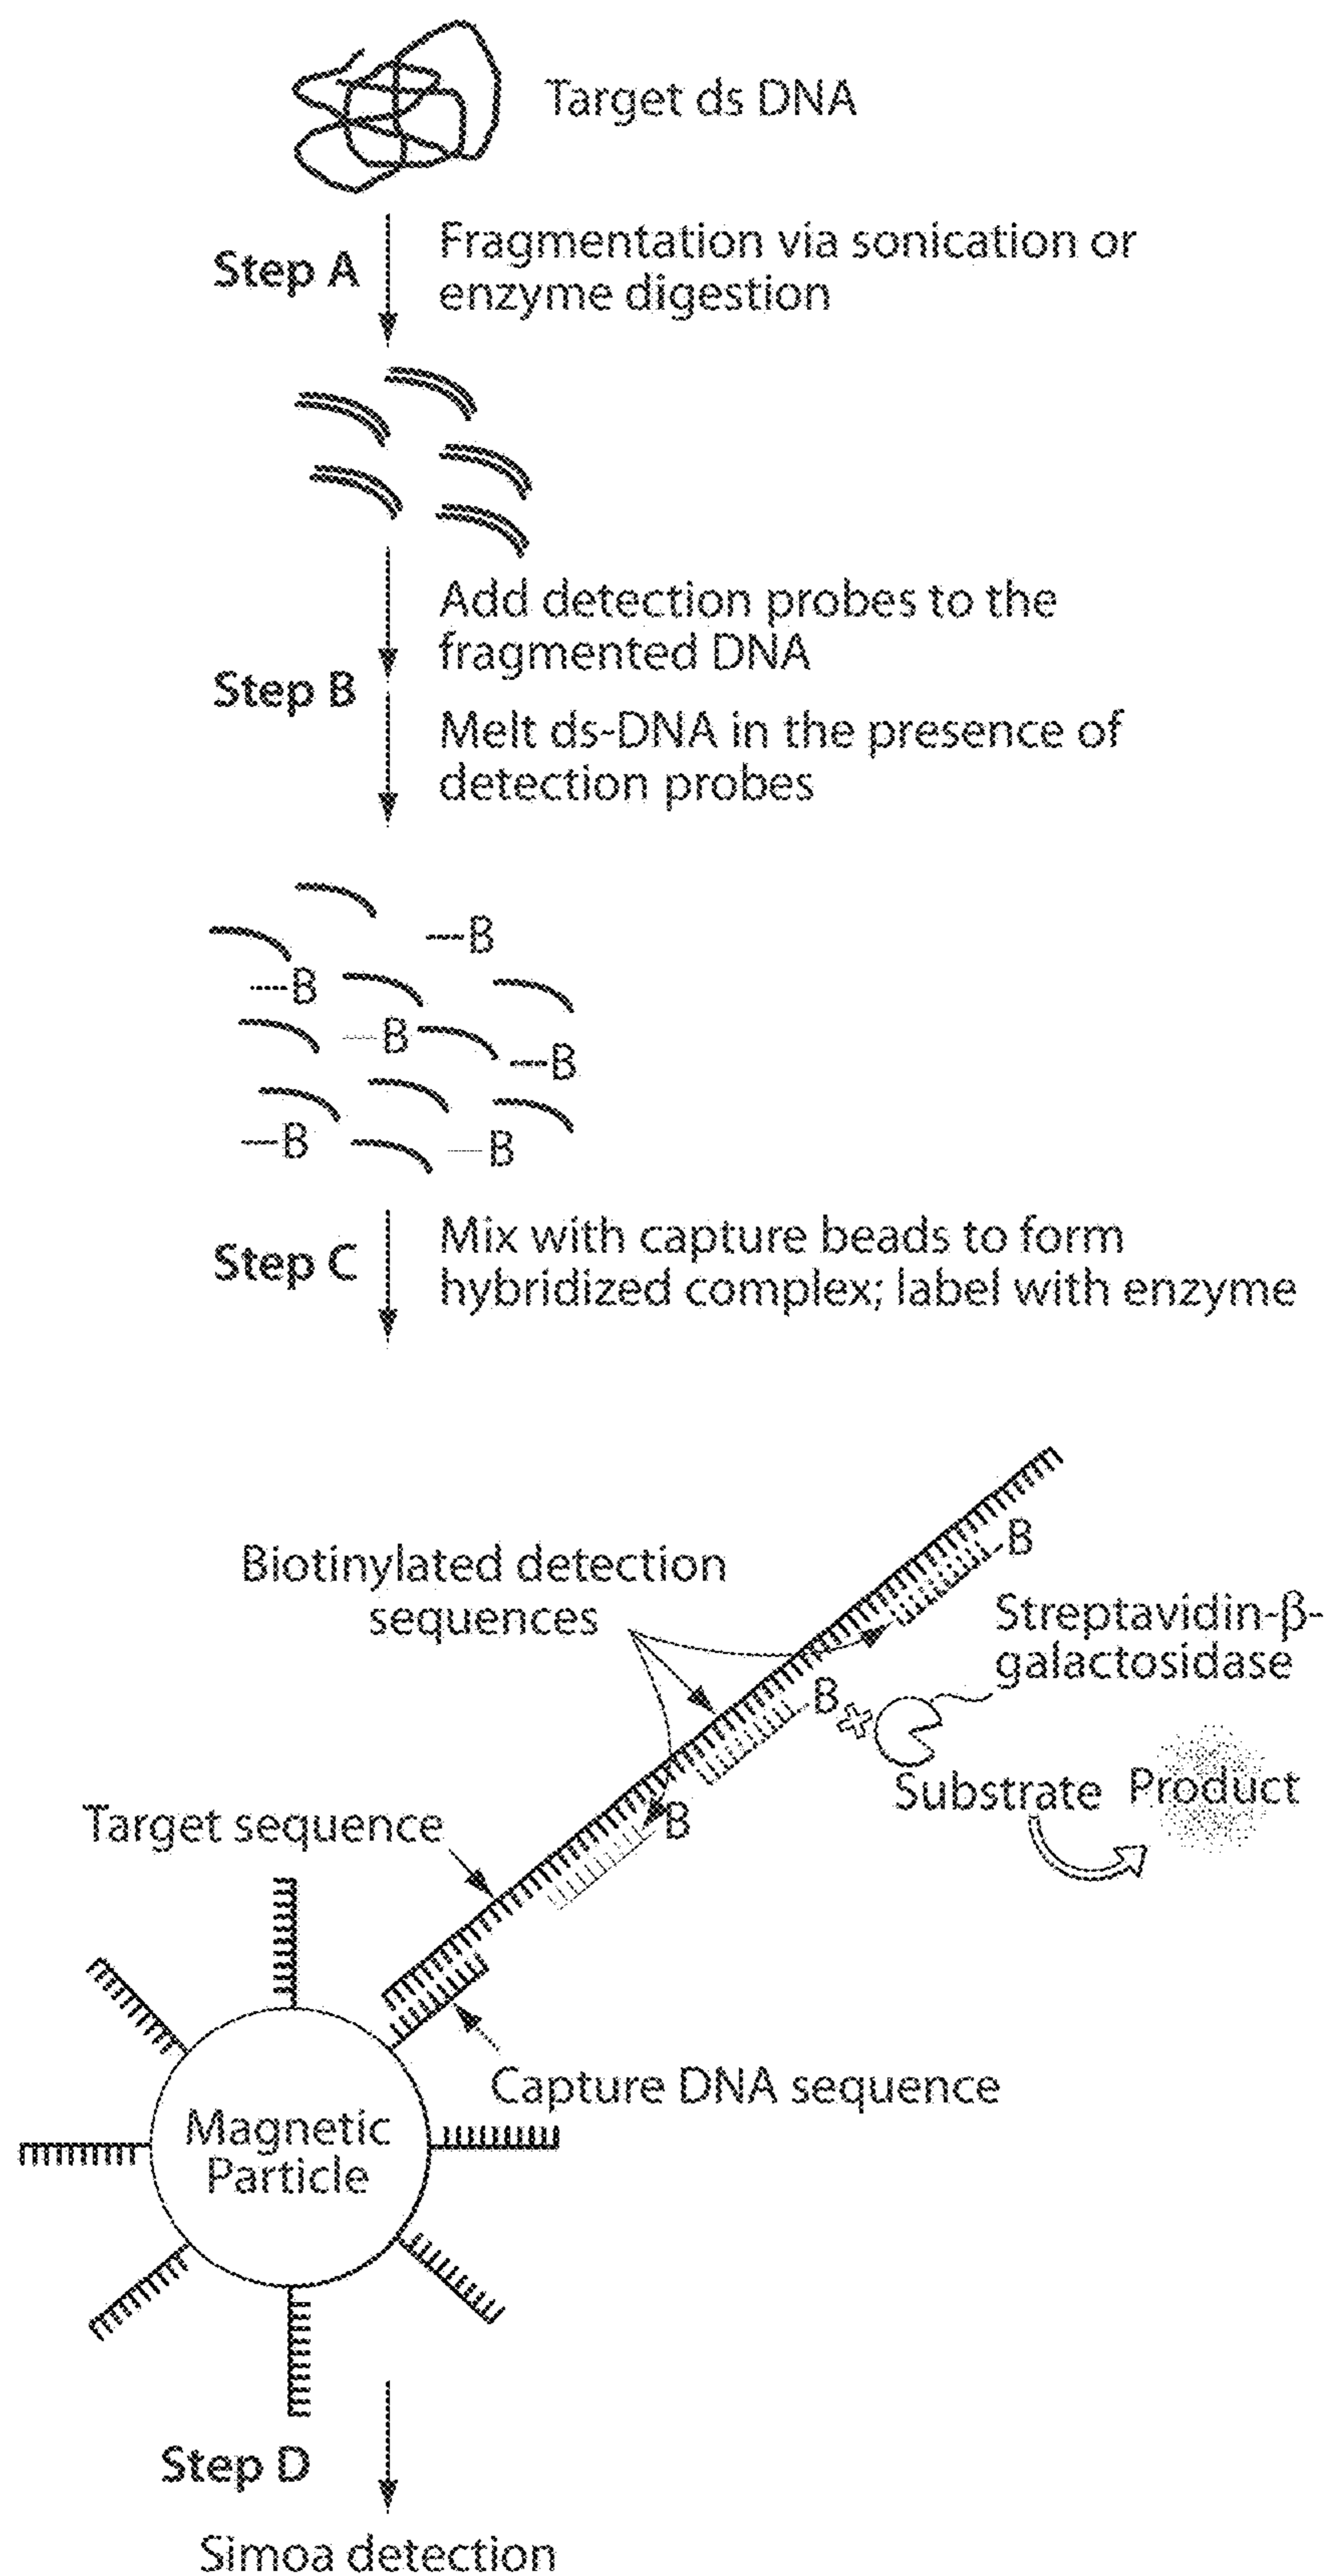 Target ds DNA
Step A
Fragmentation via sonication or
enzyme digestion
Add detection probes to the
fragmented DNA
Step B
Melt ds-DNA in the presence of
detection probes
B
B
B
B
B
B
Step C
Mix with capture beads to form
hybridized complex; label with enzyme
B
Biotinylated detection
sequences
Streptavidin-β-
galactosidase
B
Substrate
Product
B
Target sequence
Capture DNA sequence
Magnetic
Particle
Step D
Simoa detection